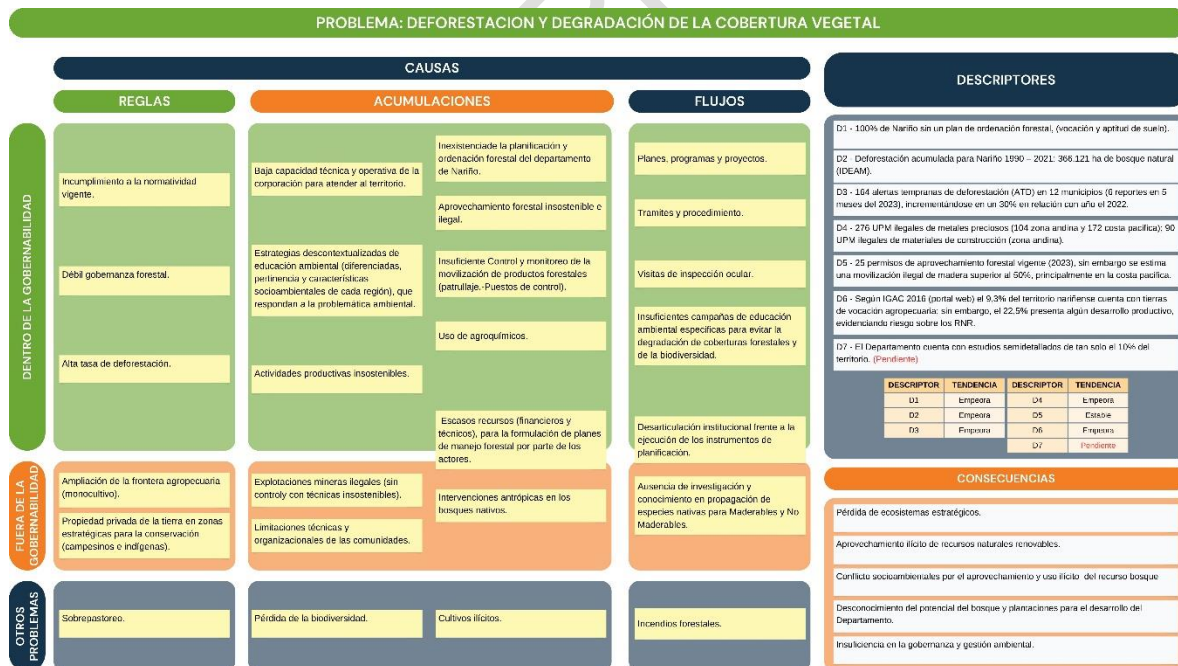 PROBLEMA: DEFORESTACION Y DEGRADACIÓN DE LA COBERTURA VEGETAL
CAUSAS
REGLAS
ACUMULACIONES
FLUJOS
DENTRO DE LA GOBERNABILIDAD
Incumplimiento a la normatividad
vigente.
Débil gobernanza forestal.
Alta tasa de deforestación.
Baja capacidad técnica y operativa de la
corporación para atender al territorio.
Estrategias descontextualizadas de
educación ambiental (diferenciadas,
pertinencia y características
socioambientales de cada región), que
respondan a la problemática ambiental.
Actividades productivas insostenibles.
Inexistenciade la planificación y
ordenación forestal del departamento
de Nariño.
Aprovechamiento forestal insostenible e
ilegal.
Insuficiente Control y monitoreo de la
movilización de productos forestales
(patrullaje.-Puestos de control).
Uso de agroquímicos.
Escasos recursos (financieros y
técnicos), para la formulación de planes
de manejo forestal por parte de los
actores.
Planes, programas y proyectos.
Tramites y procedimiento.
Visitas de inspección ocular.
Insuficientes campañas de educación
ambiental especificas para evitar la
degradación de coberturas forestales y
de la biodiversidad.
Desarticulación institucional frente a la
ejecución de los instrumentos de
planificación.
FUERA DE LA
GOBERNABILIDAD
Ampliación de la frontera agropecuaria
(monocultivo).
Propiedad privada de la tierra en zonas
estratégicas para la conservación
(campesinos e indígenas).
Explotaciones mineras ilegales (sin
controly con técnicas insostenibles).
Limitaciones técnicas y
organizacionales de las comunidades.
Intervenciones antrópicas en los
bosques nativos.
Ausencia de investigación y
conocimiento en propagación de
especies nativas para Maderables y No
Maderables.
OTROS
PROBLEMAS
Sobrepastoreo.
Pérdida de la biodiversidad.
Cultivos ilícitos.
Incendios forestales.
DESCRIPTORES
D1 - 100% de Nariño sin un plan de ordenación forestal, (vocación y aptitud de suelo).
D2 - Deforestación acumulada para Nariño 1990 – 2021: 366.121 ha de bosque natural
(IDEAM).
D3 - 164 alertas tempranas de deforestación (ATD) en 12 municipios (6 reportes en 5
meses del 2023), incrementándose en un 30% en relación con año el 2022.
D4 - 276 UPM ilegales de metales preciosos (104 zona andina y 172 costa pacifica); 90
UPM ilegales de materiales de construcción (zona andina).
D5 - 25 permisos de aprovechamiento forestal vigente (2023), sin embargo se estima
una movilización ilegal de madera superior al 50%, principalmente en la costa pacifica.
D6 - Según IGAC 2016 (portal web) el 9.3% del territorio nariñense cuenta con tierras
de vocación agropecuaria: sin embargo, el 22.5% presenta algún desarrollo productivo,
evidenciando riesgo sobre los RNR.
D7 - El Departamento cuenta con estudios semidetallados de tan solo el 10% del
territorio. (Pendiente)
DESCRIPTOR TENDENCIA DESCRIPTOR TENDENCIA
D1 Empeora D4 Empeora
D2 Empeora D5 Estable
D3 Empeora D6 Empeora
D7 Pendiente
CONSECUENCIAS
Pérdida de ecosistemas estratégicos.
Aprovechamiento ilícito de recursos naturales renovables.
Conflicto socioambientales por el aprovechamiento y uso ilícito del recurso bosque
Desconocimiento del potencial del bosque y plantaciones para el desarrollo del
Departamento.
Insuficiencia en la gobernanza y gestión ambiental.